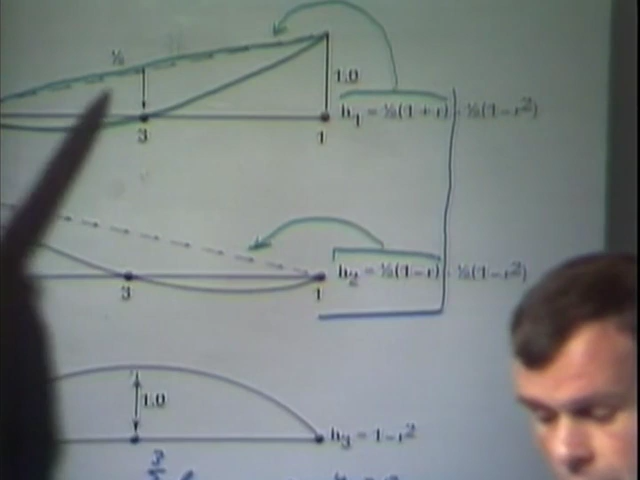 ½
1.0
h₁ = ½(1 + r) - ½(1 - r²)
3 1
h₂ = ½(1 - r) - ½(1 - r²)
3 1
1.0
h₃ = 1 - r²
3